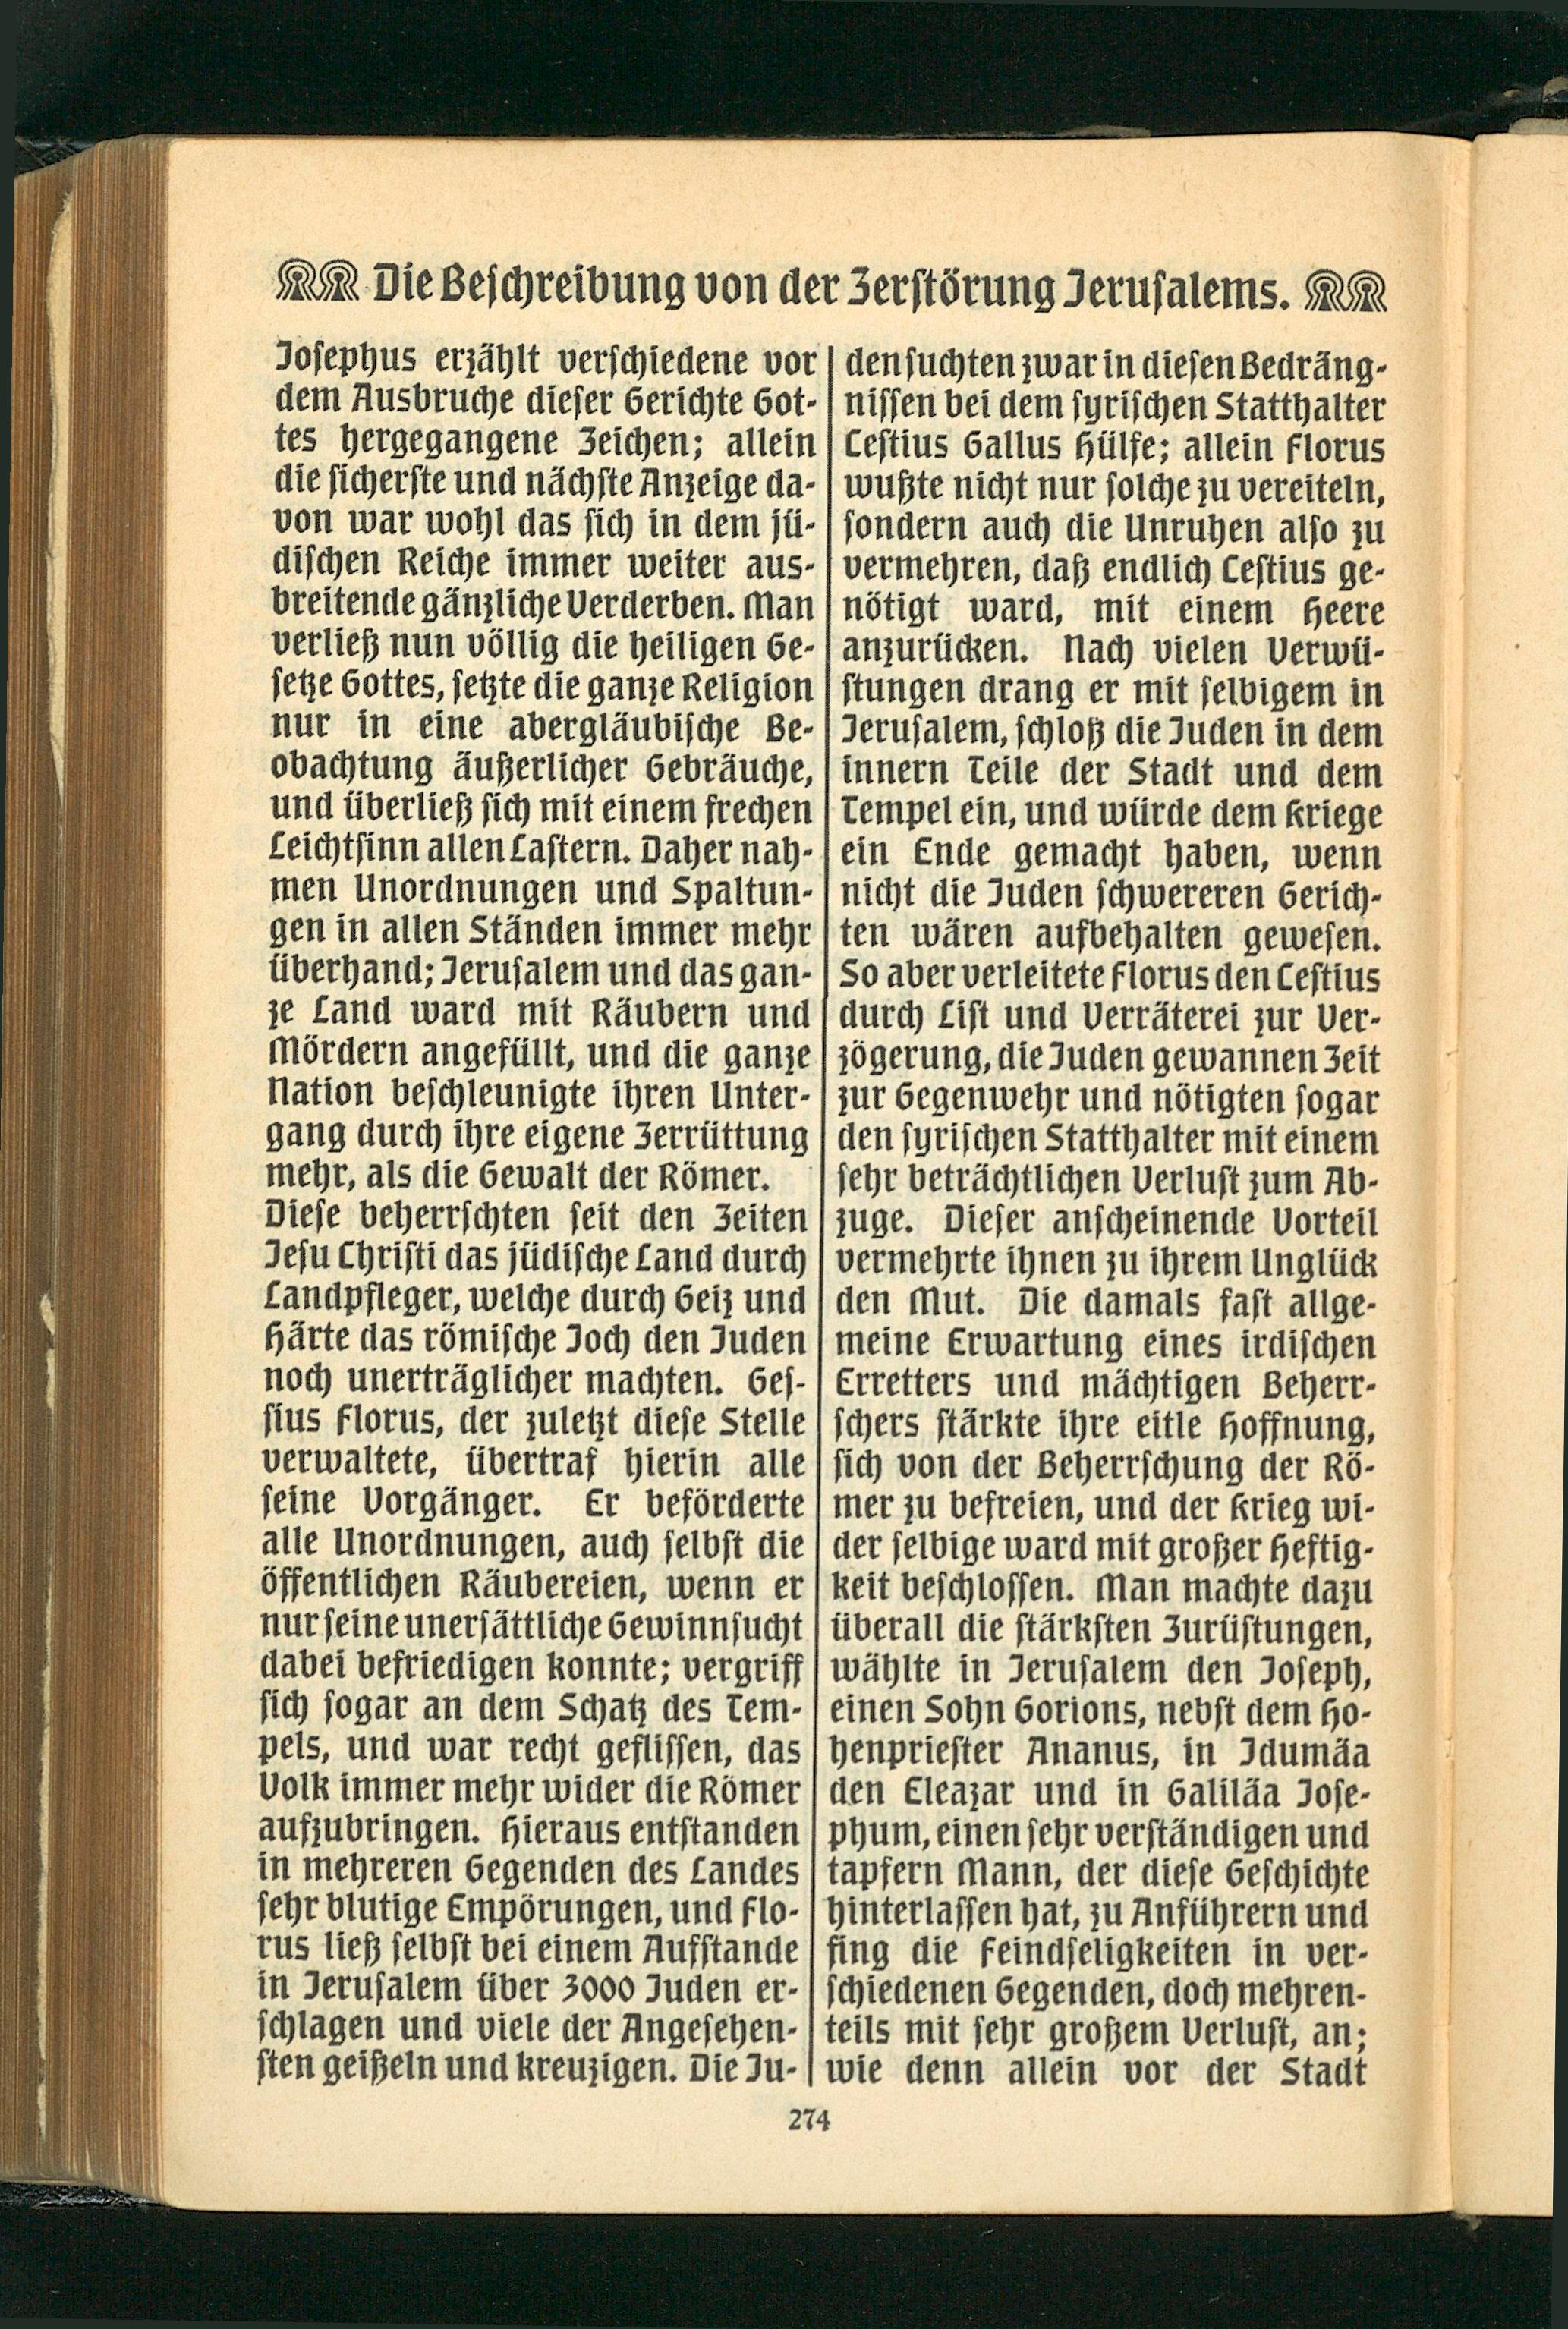 Die Beschreibung von der Zerstörung Jerusalems.
Josephus erzählt verschiedene vor
dem Ausbruche dieser Gerichte Got-
tes hergegangene Zeichen; allein
die sicherste und nächste Anzeige da-
von war wohl das sich in dem jü-
dischen Reiche immer weiter aus-
breitende gänzliche Verderben. Man
verließ nun völlig die heiligen Ge-
setze Gottes, setzte die ganze Religion
nur in eine abergläubische Be-
obachtung äußerlicher Gebräuche,
und überließ sich mit einem frechen
Leichtsinn allen Lastern. Daher nah-
men Unordnungen und Spaltun-
gen in allen Ständen immer mehr
überhand; Jerusalem und das gan-
ze Land ward mit Räubern und
Mördern angefüllt, und die ganze
Nation beschleunigte ihren Unter-
gang durch ihre eigene Zerrüttung
mehr, als die Gewalt der Römer.
Diese beherrschten seit den Zeiten
Jesu Christi das jüdische Land durch
Landpfleger, welche durch Geiz und
Härte das römische Joch den Juden
noch unerträglicher machten. Ges-
sius Florus, der zuletzt diese Stelle
verwaltete, übertraf hierin alle
seine Vorgänger. Er beförderte
alle Unordnungen, auch selbst die
öffentlichen Räubereien, wenn er
nur seine unersättliche Gewinnsucht
dabei befriedigen konnte; vergriff
sich sogar an dem Schatz des Tem-
pels, und war recht geflissen, das
Volk immer mehr wider die Römer
aufzubringen. Hieraus entstanden
in mehreren Gegenden des Landes
sehr blutige Empörungen, und Flo-
rus ließ selbst bei einem Aufstande
in Jerusalem über 3000 Juden er-
schlagen und viele der Angesehen-
sten geißeln und kreuzigen. Die Ju-
den suchten zwar in diesen Bedräng-
nissen bei dem syrischen Statthalter
Cestius Gallus Hülfe; allein Florus
wußte nicht nur solche zu vereiteln,
sondern auch die Unruhen also zu
vermehren, daß endlich Cestius ge-
nötigt ward, mit einem Heere
anzurücken. Nach vielen Verwü-
stungen drang er mit selbigem in
Jerusalem, schloß die Juden in dem
innern Teile der Stadt und dem
Tempel ein, und würde dem Kriege
ein Ende gemacht haben, wenn
nicht die Juden schwereren Gerich-
ten wären aufbehalten gewesen.
So aber verleitete Florus den Cestius
durch List und Verräterei zur Ver-
zögerung, die Juden gewannen Zeit
zur Gegenwehr und nötigten sogar
den syrischen Statthalter mit einem
sehr beträchtlichen Verlust zum Ab-
zuge. Dieser anscheinende Vorteil
vermehrte ihnen zu ihrem Unglück
den Mut. Die damals fast allge-
meine Erwartung eines irdischen
Erretters und mächtigen Beherr-
schers stärkte ihre eitle Hoffnung,
sich von der Beherrschung der Rö-
mer zu befreien, und der Krieg wi-
der selbige ward mit großer Heftig-
keit beschlossen. Man machte dazu
überall die stärksten Zurüstungen,
wählte in Jerusalem den Joseph,
einen Sohn Gorions, nebst dem Ho-
henpriester Ananus, in Idumäa
den Eleazar und in Galiläa Jose-
phum, einen sehr verständigen und
tapfern Mann, der diese Geschichte
hinterlassen hat, zu Anführern und
fing die Feindseligkeiten in ver-
schiedenen Gegenden, doch mehren-
teils mit sehr großem Verlust, an;
wie denn allein vor der Stadt
274